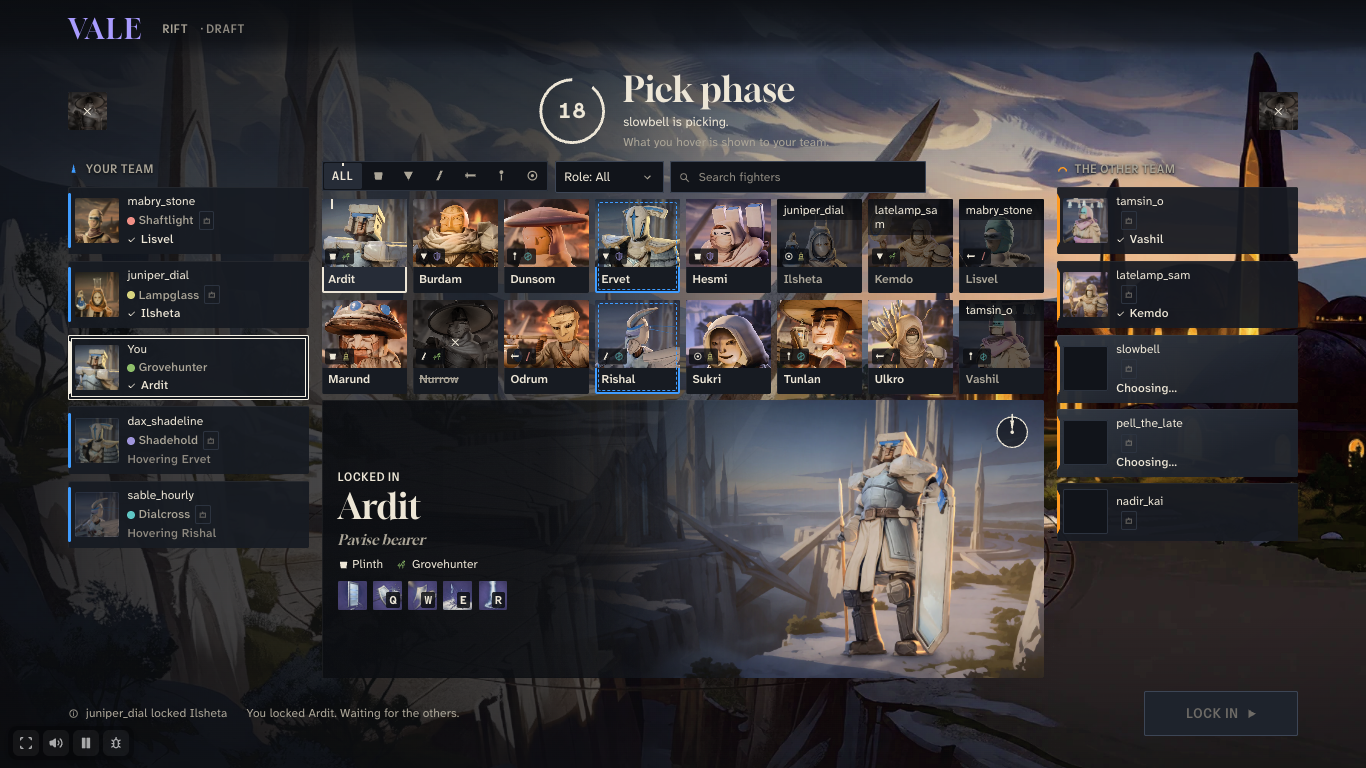 VALE
RIFT
· DRAFT
18
Pick phase
slowbell is picking.
What you hover is shown to your team.
YOUR TEAM
mabry_stone
Shaftlight
Lisvel
juniper_dial
Lampglass
Ilsheta
You
Grovehunter
Ardit
dax_shadeline
Shadehold
Hovering Ervet
sable_hourly
Dialcross
Hovering Rishal
ALL
Role: All
Search fighters
Ardit
Burdam
Dunsom
Ervet
Hesmi
juniper_dial
Ilsheta
latelamp_sa
m
Kemdo
mabry_stone
Lisvel
Marund
Nurrow
Odrum
Rishal
Sukri
Tunlan
Ulkro
tamsin_o
Vashil
LOCKED IN
Ardit
Pavise bearer
Plinth
Grovehunter
Q
W
E
R
THE OTHER TEAM
tamsin_o
Vashil
latelamp_sam
Kemdo
slowbell
Choosing...
pell_the_late
Choosing...
nadir_kai
juniper_dial locked Ilsheta
You locked Ardit. Waiting for the others.
LOCK IN